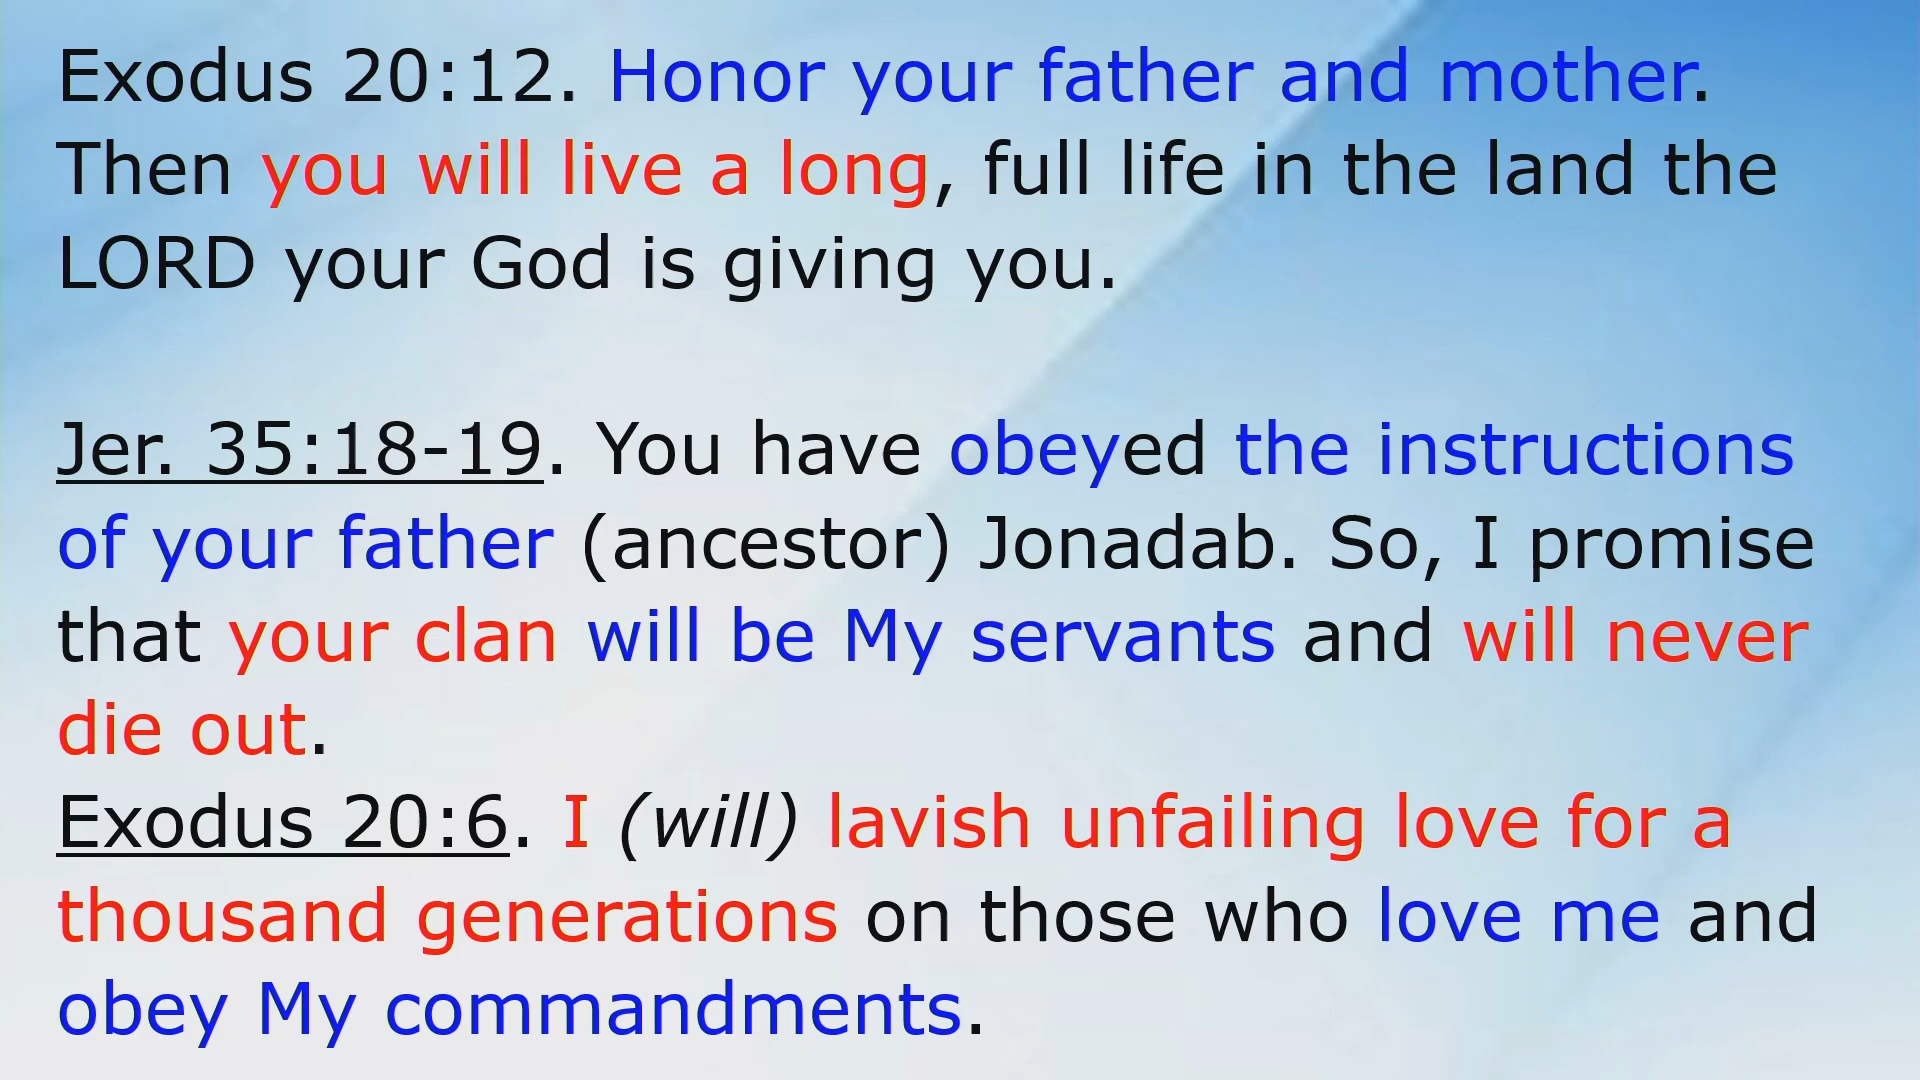 Exodus 20:12. Honor your father and mother.
Then you will live a long, full life in the land the
LORD your God is giving you.
Jer. 35:18-19. You have obeyed the instructions
of your father (ancestor) Jonadab. So, I promise
that your clan will be My servants and will never
die out.
Exodus 20:6. I (will) lavish unfailing love for a
thousand generations on those who love me and
obey My commandments.